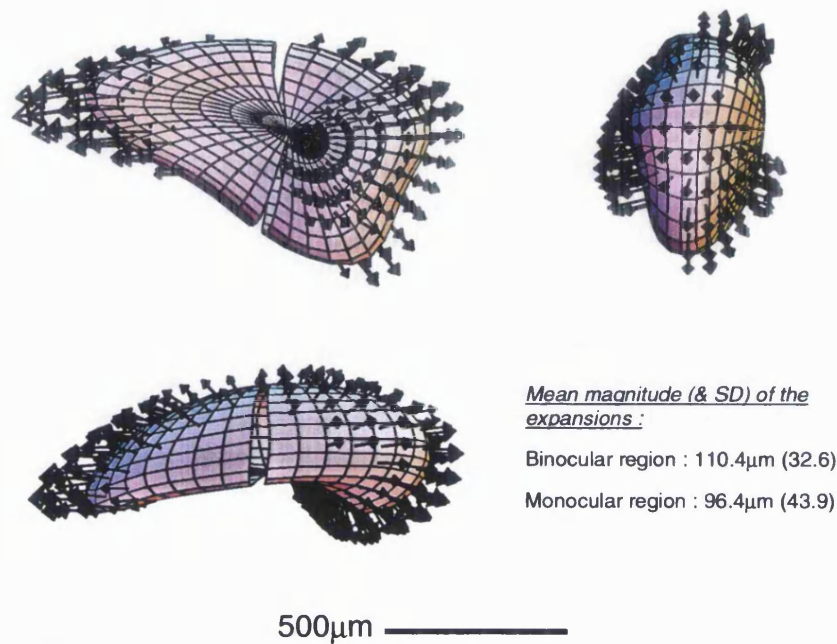 Mean magnitude (& SD) of the
expansions :
Binocular region : 110.4µm (32.6)
Monocular region : 96.4µm (43.9)
500µm